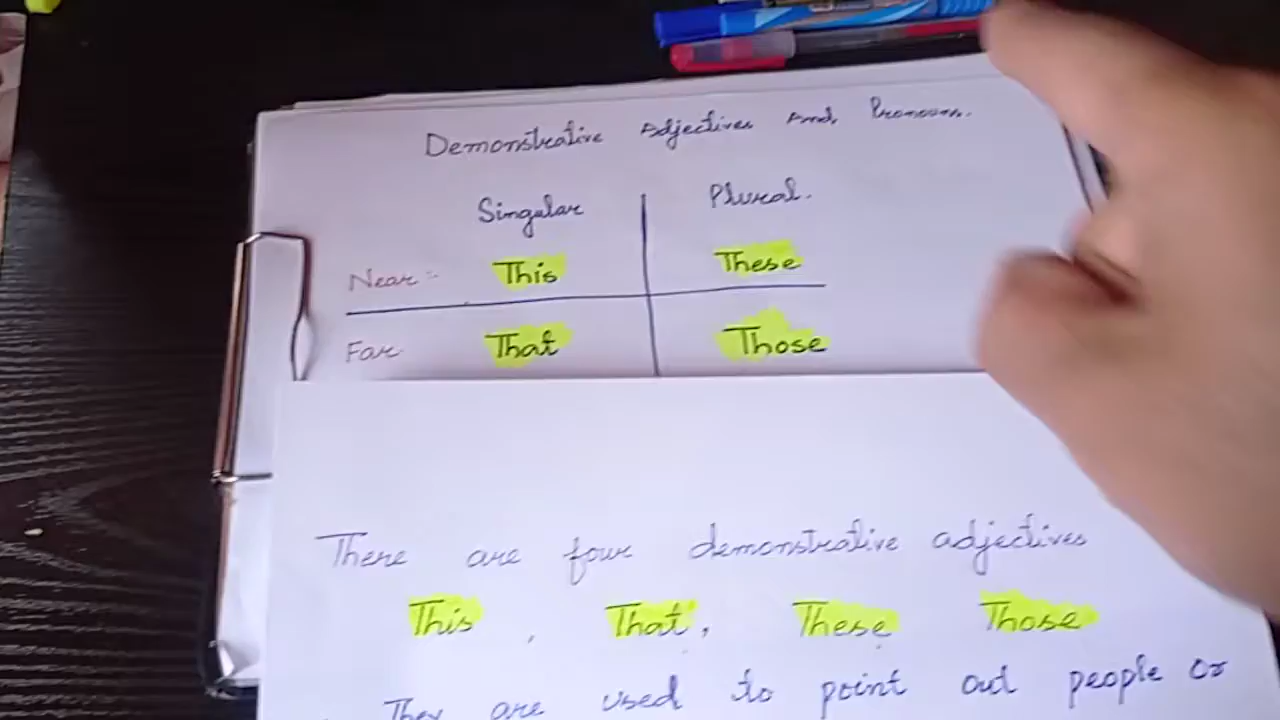 Demonstrative Adjectives And Pronouns.
Singular Plural.
Near :- This These
Far That Those
There are four demonstrative adjectives
This , That, These Those
They are used to point out people or